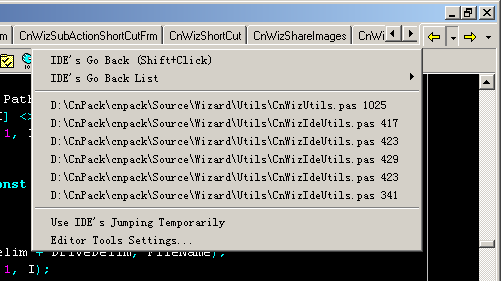 m CnWizSubActionShortCutFrm CnWizShortCut CnWizShareImages CnWi
IDE's Go Back (Shift+Click)
IDE's Go Back List
D:\CnPack\cnpack\Source\Wizard\Utils\CnWizUtils.pas 1025
Path
D:\CnPack\cnpack\Source\Wizard\Utils\CnWizIdeUtils.pas 417
I] <>
D:\CnPack\cnpack\Source\Wizard\Utils\CnWizIdeUtils.pas 423
1, I
D:\CnPack\cnpack\Source\Wizard\Utils\CnWizIdeUtils.pas 429
D:\CnPack\cnpack\Source\Wizard\Utils\CnWizIdeUtils.pas 423
onst
D:\CnPack\cnpack\Source\Wizard\Utils\CnWizIdeUtils.pas 341
Use IDE's Jumping Temporarily
Editor Tools Settings...
elim + DriveDelim, FileName);
1, I);